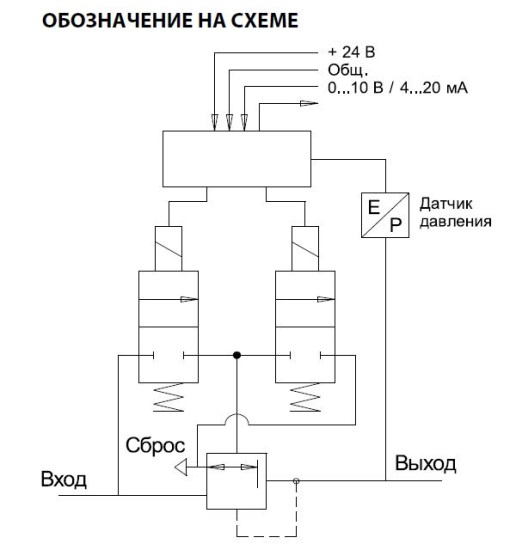 ОБОЗНАЧЕНИЕ НА СХЕМЕ
+ 24 В
Общ.
0...10 В / 4...20 мА
E
P
Датчик
давления
Сброс
Вход
Выход